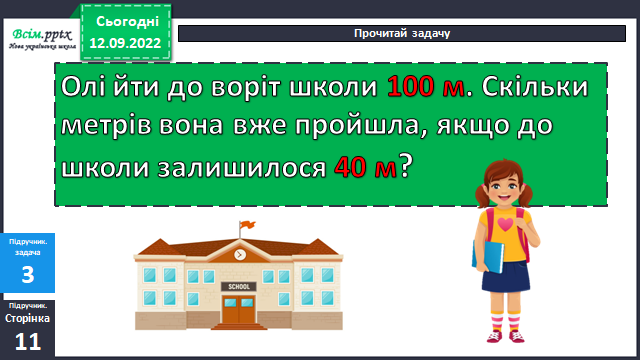 Всім.pptx
Нова українська школа
Сьогодні
12.09.2022
Прочитай задачу
Олі йти до воріт школи 100 м. Скільки
метрів вона вже пройшла, якщо до
школи залишилося 40 м?
SCHOOL
Підручник.
задача
3
Підручник.
Сторінка
11